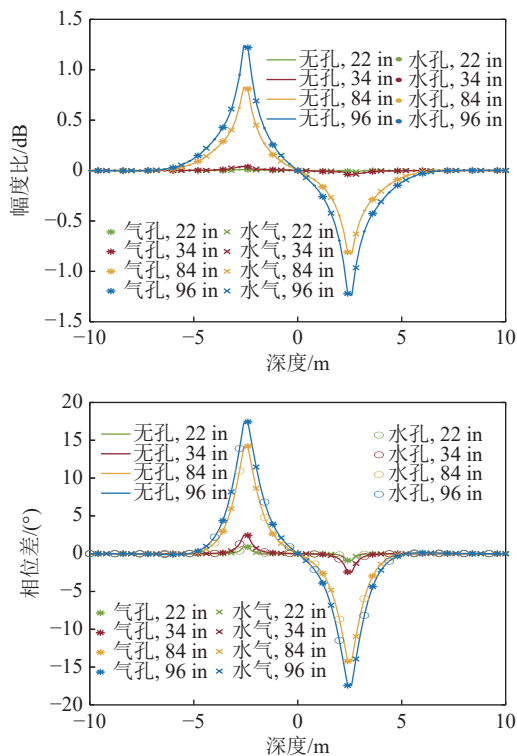 1.5
1.0
0.5
0
−0.5
−1.0
−1.5
幅度比/dB
无孔, 22 in
无孔, 34 in
无孔, 84 in
无孔, 96 in
水孔, 22 in
水孔, 34 in
水孔, 84 in
水孔, 96 in
气孔, 22 in
气孔, 34 in
气孔, 84 in
气孔, 96 in
水气, 22 in
水气, 34 in
水气, 84 in
水气, 96 in
−10 −5 0 5 10
深度/m
20
15
10
5
0
−5
−10
−15
−20
相位差/(°)
无孔, 22 in
无孔, 34 in
无孔, 84 in
无孔, 96 in
水孔, 22 in
水孔, 34 in
水孔, 84 in
水孔, 96 in
气孔, 22 in
气孔, 34 in
气孔, 84 in
气孔, 96 in
水气, 22 in
水气, 34 in
水气, 84 in
水气, 96 in
−10 −5 0 5 10
深度/m